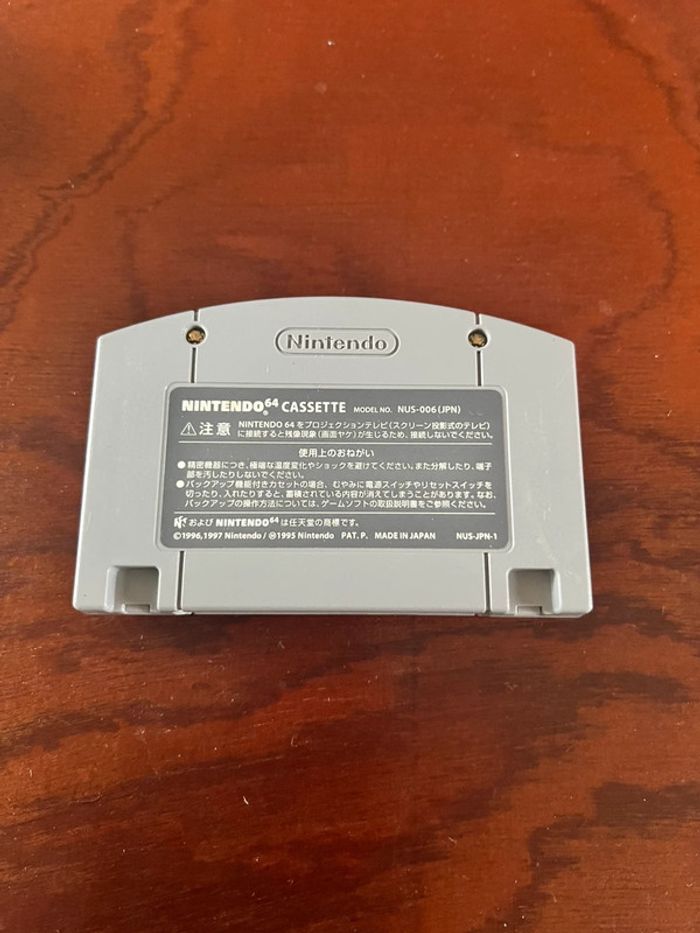 Nintendo
NINTENDO64 CASSETTE MODEL NO. NUS-006(JPN)
注意 NINTENDO 64をプロジェクションテレビ(スクリーン投影式のテレビ)
に接続すると残像現象(画面ヤケ)が生じるため、接続しないでください。
使用上のおねがい
●精密機器につき、極端な温度変化やショックを避けてください。また分解したり、端子
部を汚したりしないでください。
●バックアップ機能付きカセットの場合、むやみに電源スイッチやリセットスイッチを
切ったり、入れたりすると、蓄積されている内容が消えてしまうことがあります。なお、
バックアップの操作方法については、ゲームソフトの取扱説明書をご参照ください。
および NINTENDO64 は任天堂の商標です。
©1996,1997 Nintendo/Ⓜ1995 Nintendo PAT. P. MADE IN JAPAN NUS-JPN-1